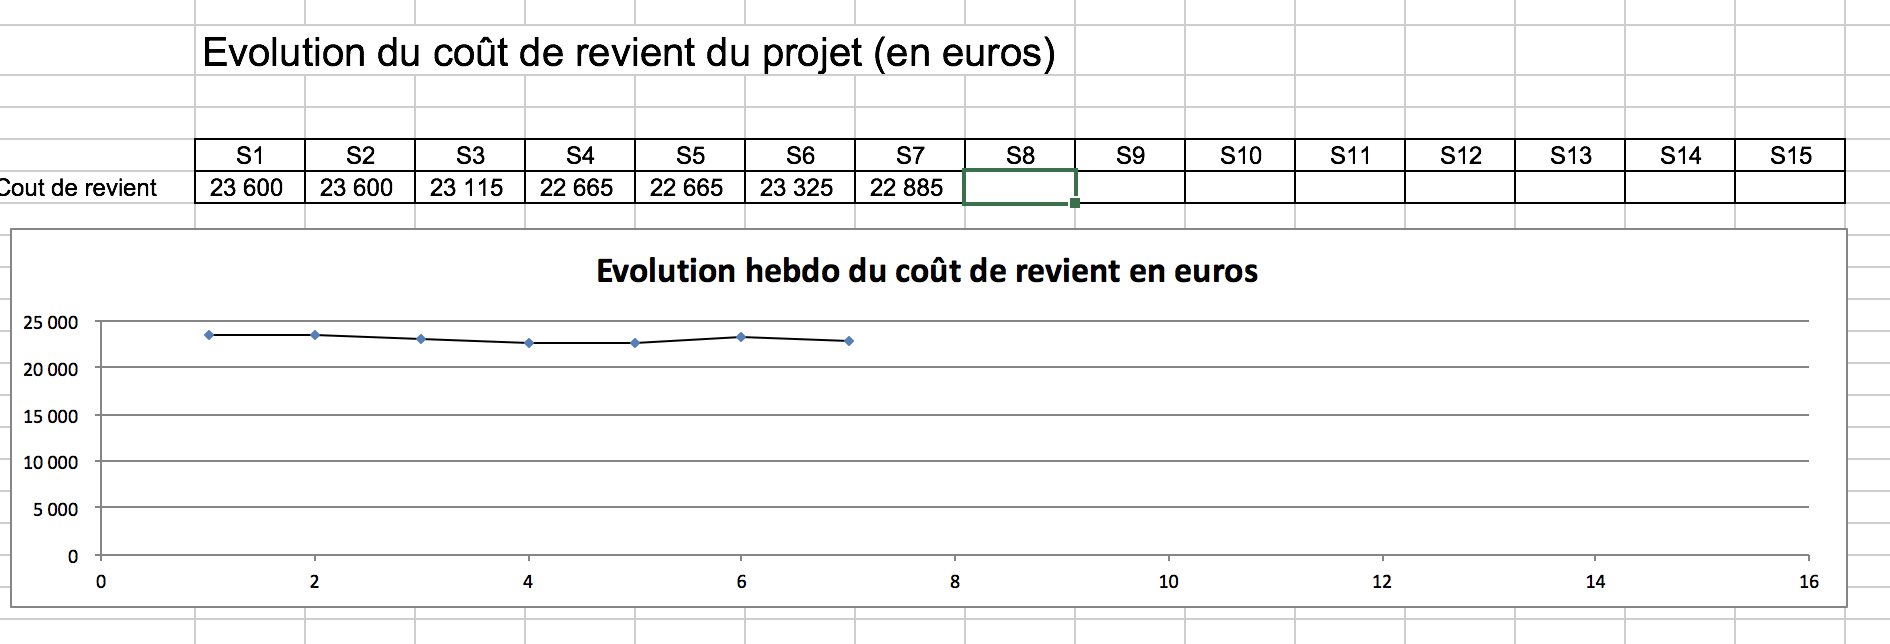 Evolution du coût de revient du projet (en euros)
S1 S2 S3 S4 S5 S6 S7 S8 S9 S10 S11 S12 S13 S14 S15
Cout de revient 23 600 23 600 23 115 22 665 22 665 23 325 22 885
Evolution hebdo du coût de revient en euros
25 000
20 000
15 000
10 000
5 000
0
0 2 4 6 8 10 12 14 16